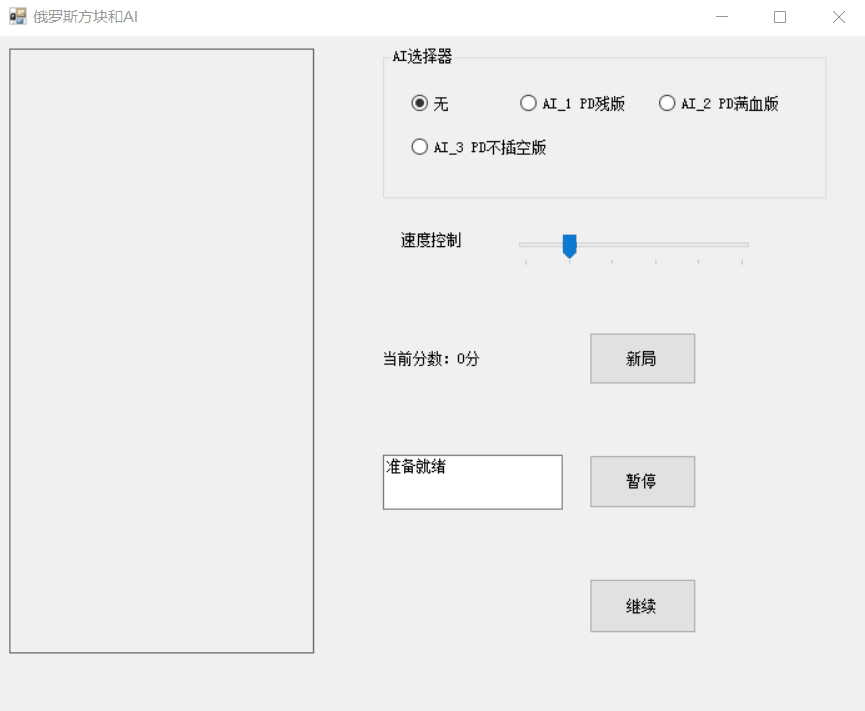 俄罗斯方块和AI
AI选择器
无 AI_1 PD残版 AI_2 PD满血版
AI_3 PD不插空版
速度控制
当前分数: 0分 新局
准备就绪 暂停
继续